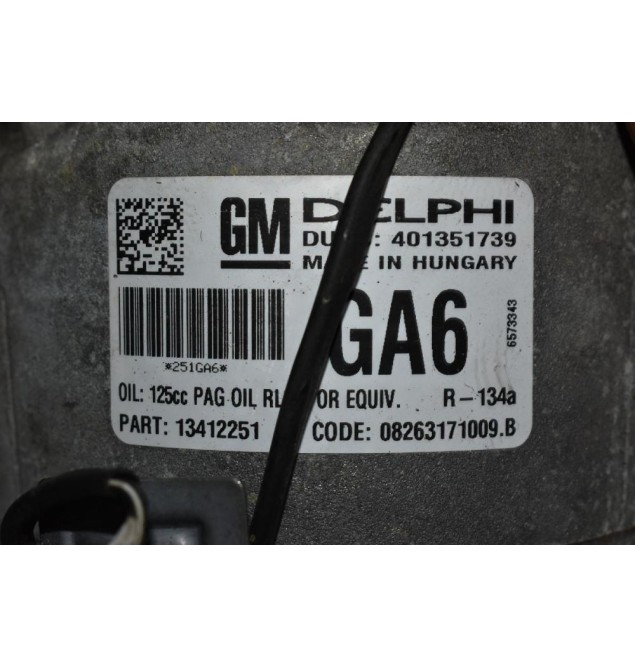 GM DELPHI
: 401351739
IN HUNGARY
GA6
6573343
*251GA6*
OIL: 125cc PAG OIL OR EQUIV. R-134a
PART: 13412251 CODE: 08263171009.B